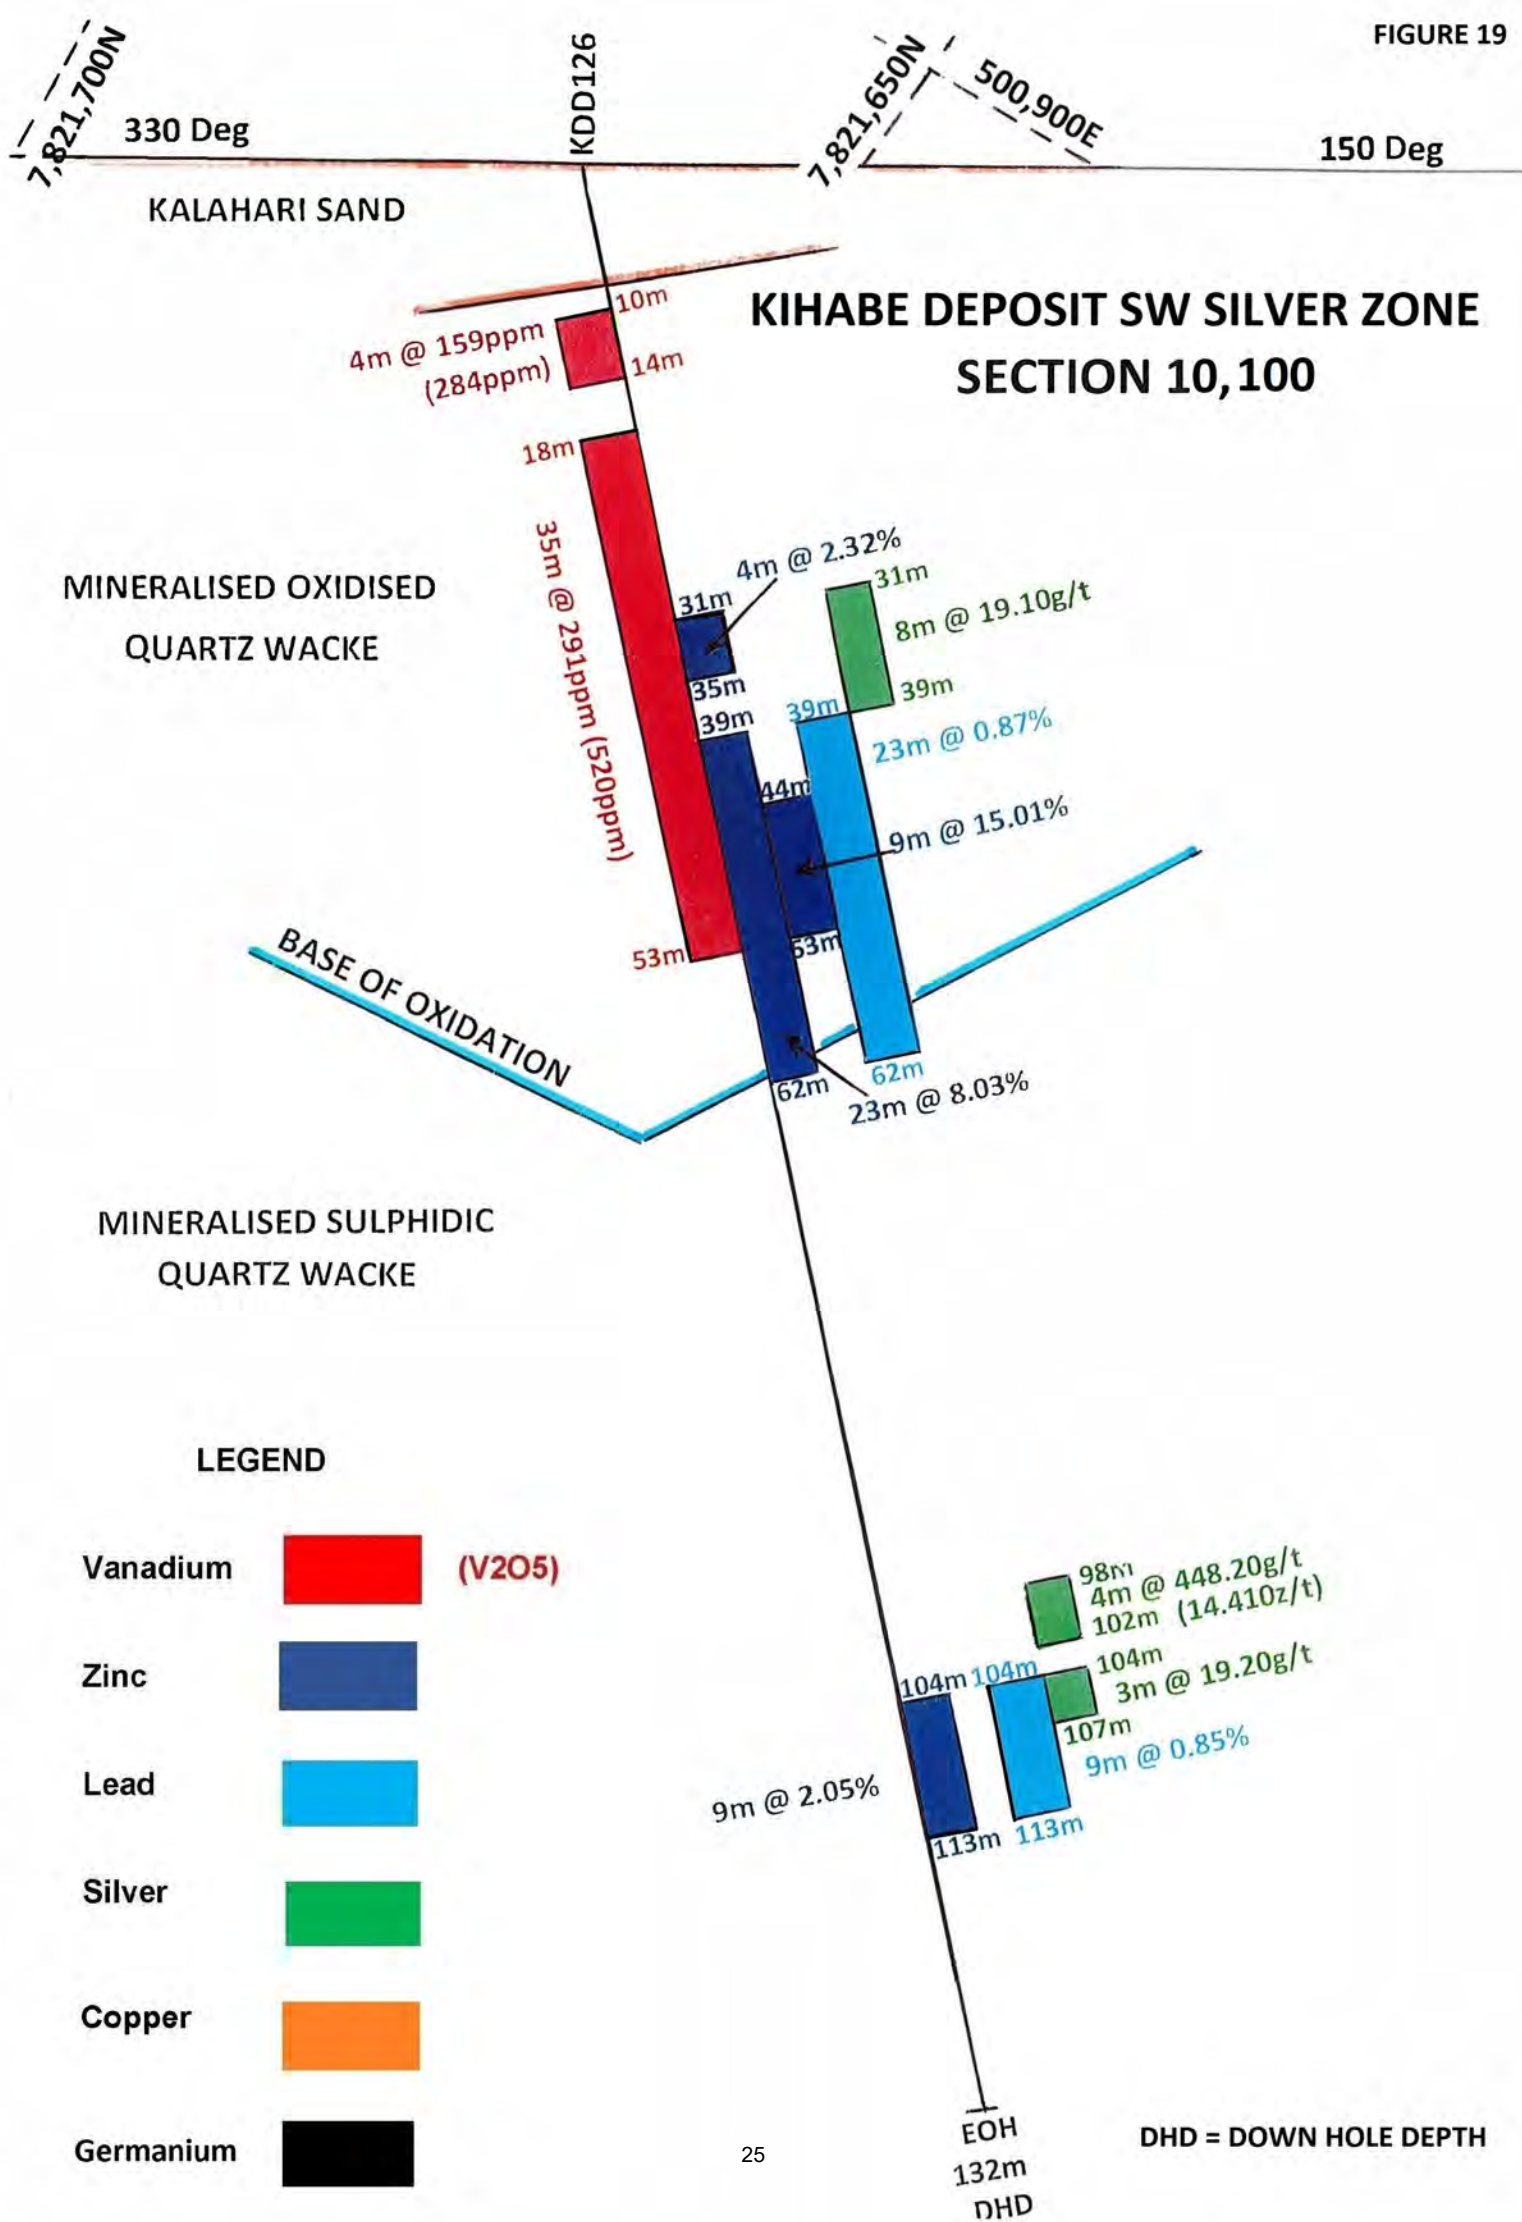 FIGURE 19
7,821,700N
330 Deg
KDD126
7,821,650N
500,900E
150 Deg
KALAHARI SAND
KIHABE DEPOSIT SW SILVER ZONE
SECTION 10,100
10m
4m @ 159ppm
(284ppm)
14m
18m
35m @ 291ppm (520ppm)
53m
MINERALISED OXIDISED
QUARTZ WACKE
4m @ 2.32%
31m
35m
31m
8m @ 19.10g/t
39m
39m
39m
23m @ 0.87%
44m
9m @ 15.01%
53m
BASE OF OXIDATION
62m
62m
23m @ 8.03%
MINERALISED SULPHIDIC
QUARTZ WACKE
LEGEND
Vanadium
(V2O5)
Zinc
Lead
Silver
Copper
Germanium
98m
4m @ 448.20g/t
102m (14.41Oz/t)
104m
104m
104m
3m @ 19.20g/t
107m
9m @ 0.85%
9m @ 2.05%
113m
113m
EOH
132m
DHD
DHD = DOWN HOLE DEPTH
25